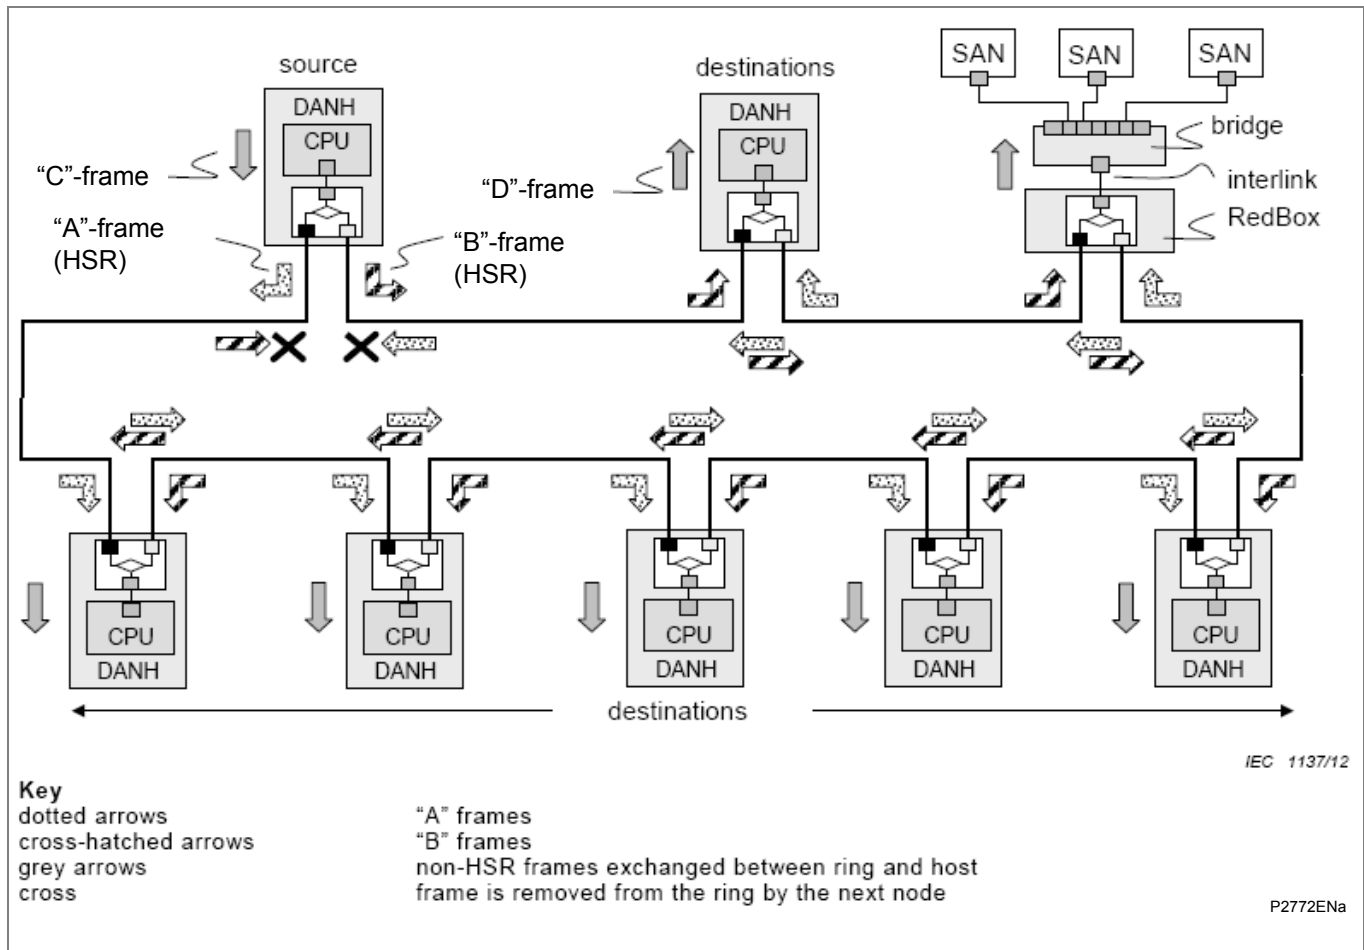 source
destinations
SAN
SAN
SAN
DANH
CPU
DANH
CPU
bridge
interlink
RedBox
"C"-frame
"D"-frame
"A"-frame
(HSR)
"B"-frame
(HSR)
CPU
DANH
CPU
DANH
CPU
DANH
CPU
DANH
CPU
DANH
destinations
IEC 1137/12
Key
dotted arrows "A" frames
cross-hatched arrows "B" frames
grey arrows non-HSR frames exchanged between ring and host
cross frame is removed from the ring by the next node
P2772ENa